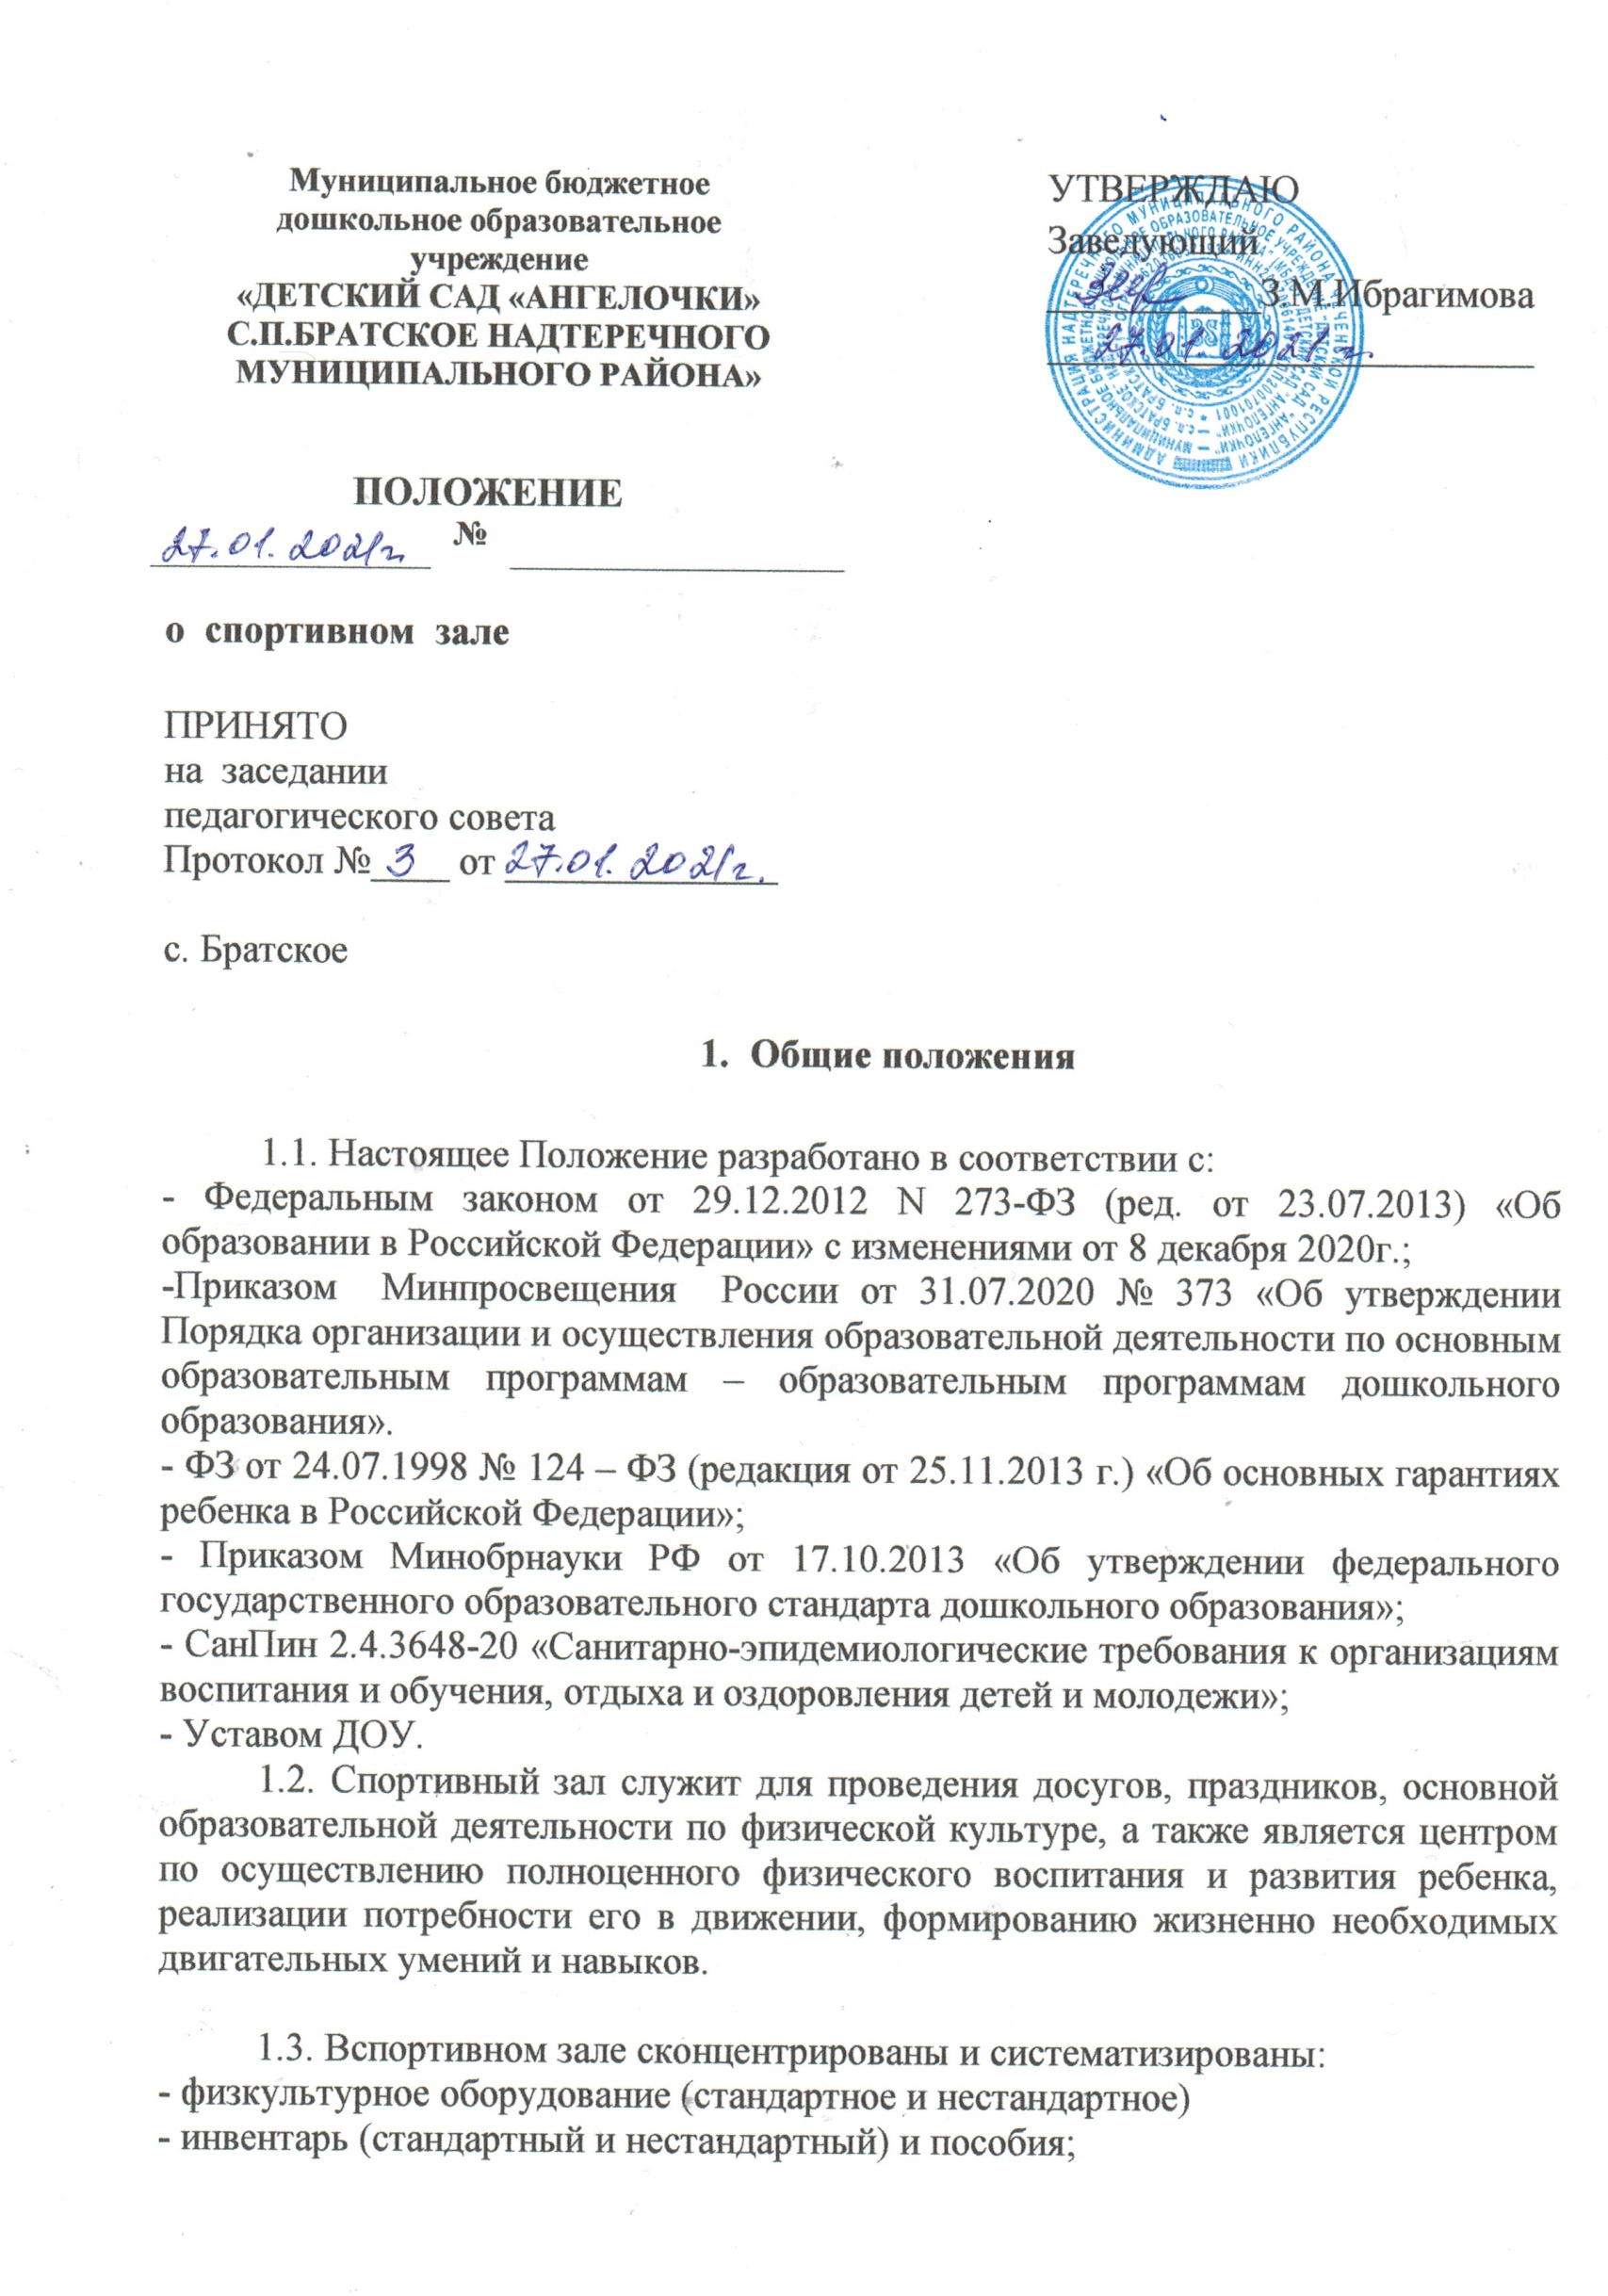 Муниципальное бюджетное
дошкольное образовательное
учреждение
«ДЕТСКИЙ САД «АНГЕЛОЧКИ»
С.П.БРАТСКОЕ НАДТЕРЕЧНОГО
МУНИЦИПАЛЬНОГО РАЙОНА»
УТВЕРЖДАЮ
Заведующий
З.М.Ибрагимова
27.01.2021г.
ПОЛОЖЕНИЕ
27.01.2021г №
о спортивном зале
ПРИНЯТО
на заседании
педагогического совета
Протокол № 3 от 27.01.2021г.
с. Братское
1. Общие положения
1.1. Настоящее Положение разработано в соответствии с:
- Федеральным законом от 29.12.2012 N 273-ФЗ (ред. от 23.07.2013) «Об
образовании в Российской Федерации» с изменениями от 8 декабря 2020г.;
-Приказом Минпросвещения России от 31.07.2020 № 373 «Об утверждении
Порядка организации и осуществления образовательной деятельности по основным
образовательным программам – образовательным программам дошкольного
образования».
- ФЗ от 24.07.1998 № 124 – ФЗ (редакция от 25.11.2013 г.) «Об основных гарантиях
ребенка в Российской Федерации»;
- Приказом Минобрнауки РФ от 17.10.2013 «Об утверждении федерального
государственного образовательного стандарта дошкольного образования»;
- СанПин 2.4.3648-20 «Санитарно-эпидемиологические требования к организациям
воспитания и обучения, отдыха и оздоровления детей и молодежи»;
- Уставом ДОУ.
1.2. Спортивный зал служит для проведения досугов, праздников, основной
образовательной деятельности по физической культуре, а также является центром
по осуществлению полноценного физического воспитания и развития ребенка,
реализации потребности его в движении, формированию жизненно необходимых
двигательных умений и навыков.
1.3. Вспортивном зале сконцентрированы и систематизированы:
- физкультурное оборудование (стандартное и нестандартное)
- инвентарь (стандартный и нестандартный) и пособия;